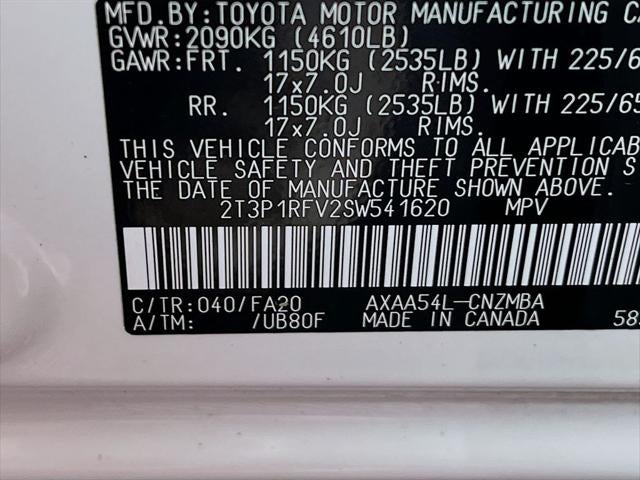 MFD.BY:TOYOTA MOTOR MANUFACTURING
GVWR:2090KG (4610LB)
GAWR:FRT. 1150KG (2535LB) WITH 225/6
17x7.0J RIMS.
RR. 1150KG (2535LB) WITH 225/65
17x7.0J RIMS.
THIS VEHICLE CONFORMS TO ALL APPLICAB
VEHICLE SAFETY AND THEFT PREVENTION S
THE DATE OF MANUFACTURE SHOWN ABOVE.
2T3P1RFV2SW541620 MPV
C/TR:040/FA20 AXAA54L-CNZMBA
A/TM: /UB80F MADE IN CANADA 58